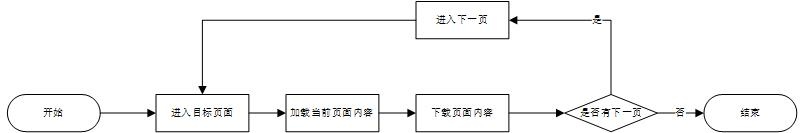 进入下一页
是
开始
进入目标页面
加载当前页面内容
下载页面内容
是否有下一页
否
结束